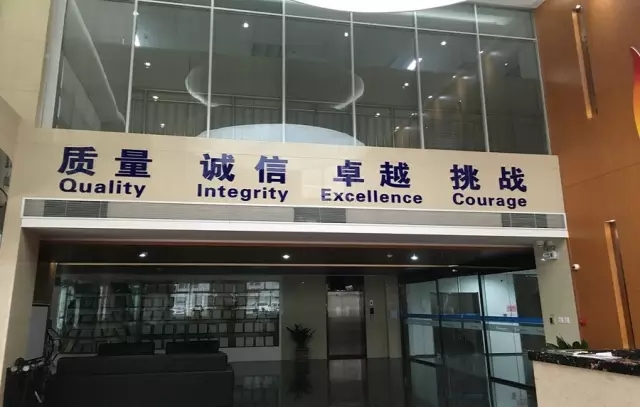 质量 诚信 卓越 挑战
Quality Integrity Excellence Courage